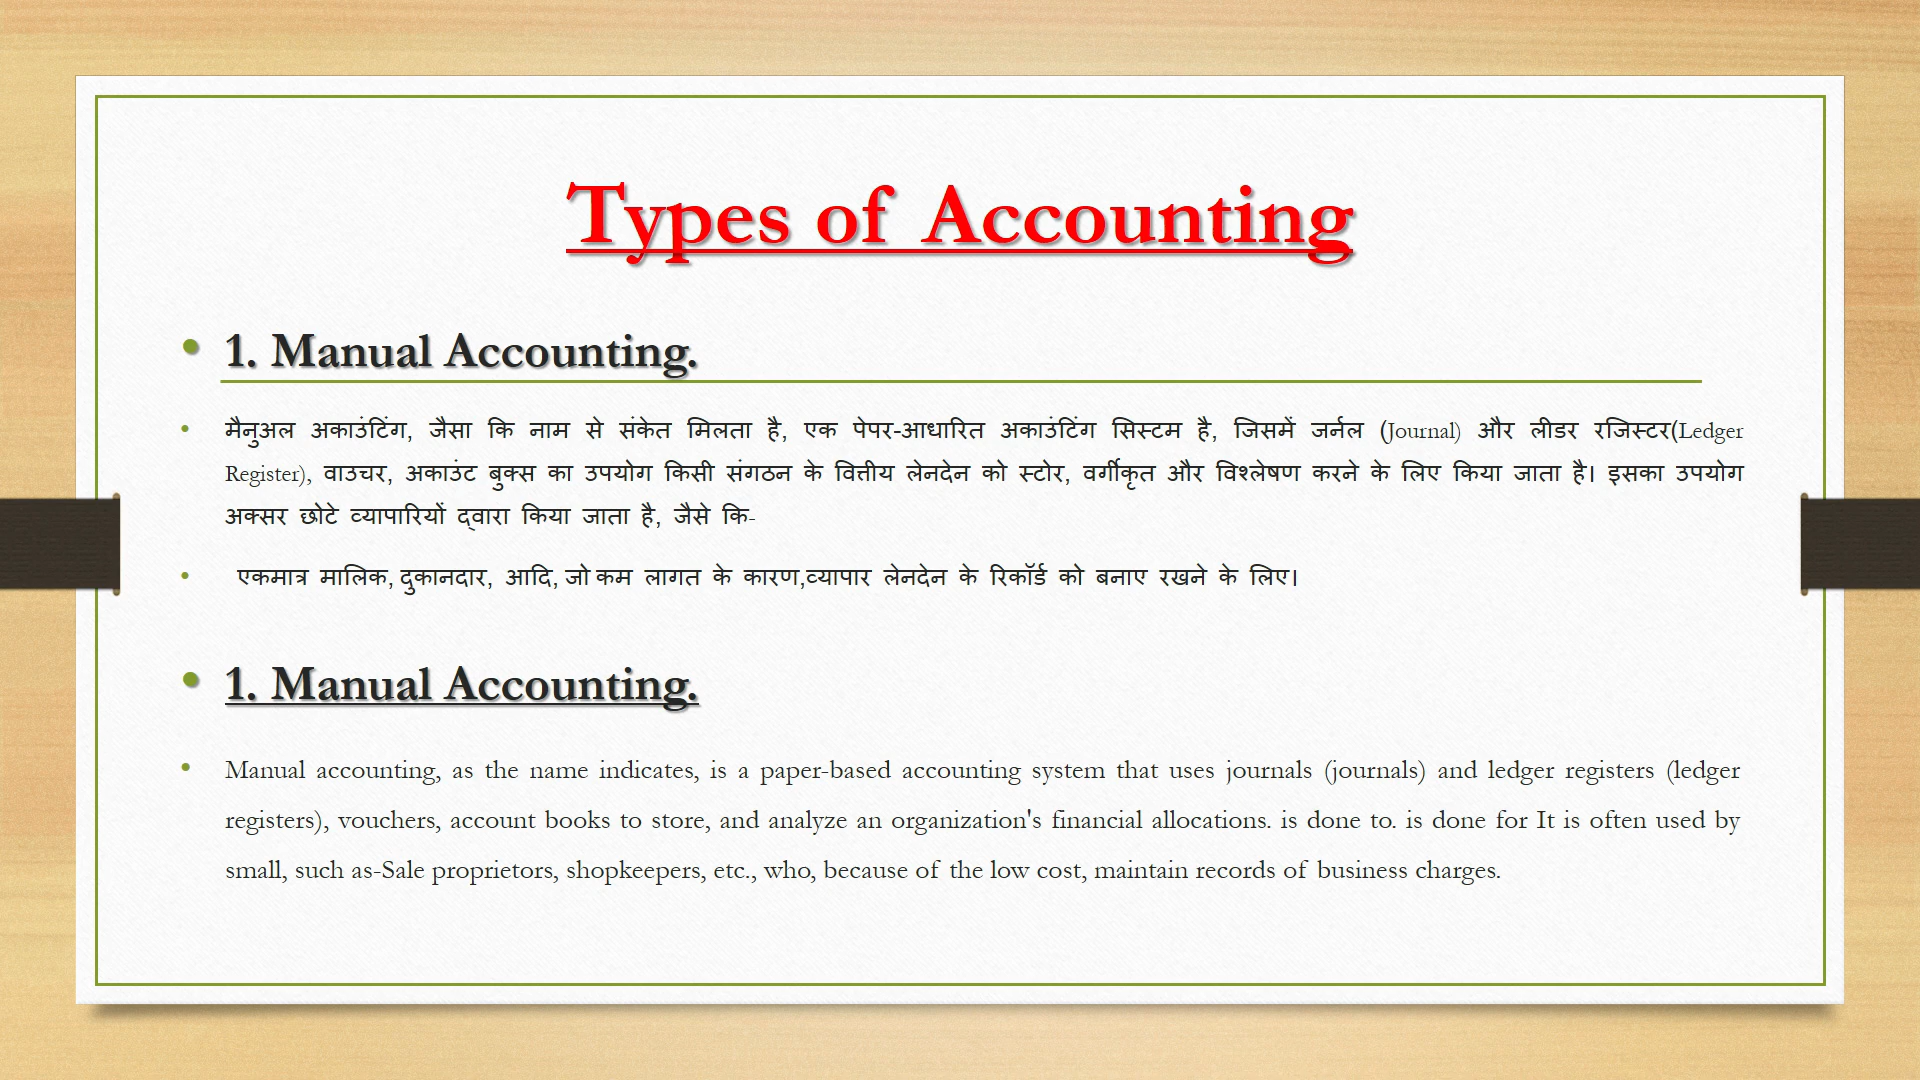 Types of Accounting
• 1. Manual Accounting.
• मैनुअल अकाउंटिंग, जैसा कि नाम से संकेत मिलता है, एक पेपर-आधारित अकाउंटिंग सिस्टम है, जिसमें जर्नल (Journal) और लीडर रजिस्टर(Ledger
Register), वाउचर, अकाउंट बुक्स का उपयोग किसी संगठन के वित्तीय लेनदेन को स्टोर, वर्गीकृत और विश्लेषण करने के लिए किया जाता है। इसका उपयोग
अक्सर छोटे व्यापारियों द्वारा किया जाता है, जैसे कि-
• एकमात्र मालिक, दुकानदार, आदि, जो कम लागत के कारण,व्यापार लेनदेन के रिकॉर्ड को बनाए रखने के लिए।
• 1. Manual Accounting.
• Manual accounting, as the name indicates, is a paper-based accounting system that uses journals (journals) and ledger registers (ledger
registers), vouchers, account books to store, and analyze an organization's financial allocations. is done to. is done for It is often used by
small, such as-Sale proprietors, shopkeepers, etc., who, because of the low cost, maintain records of business charges.